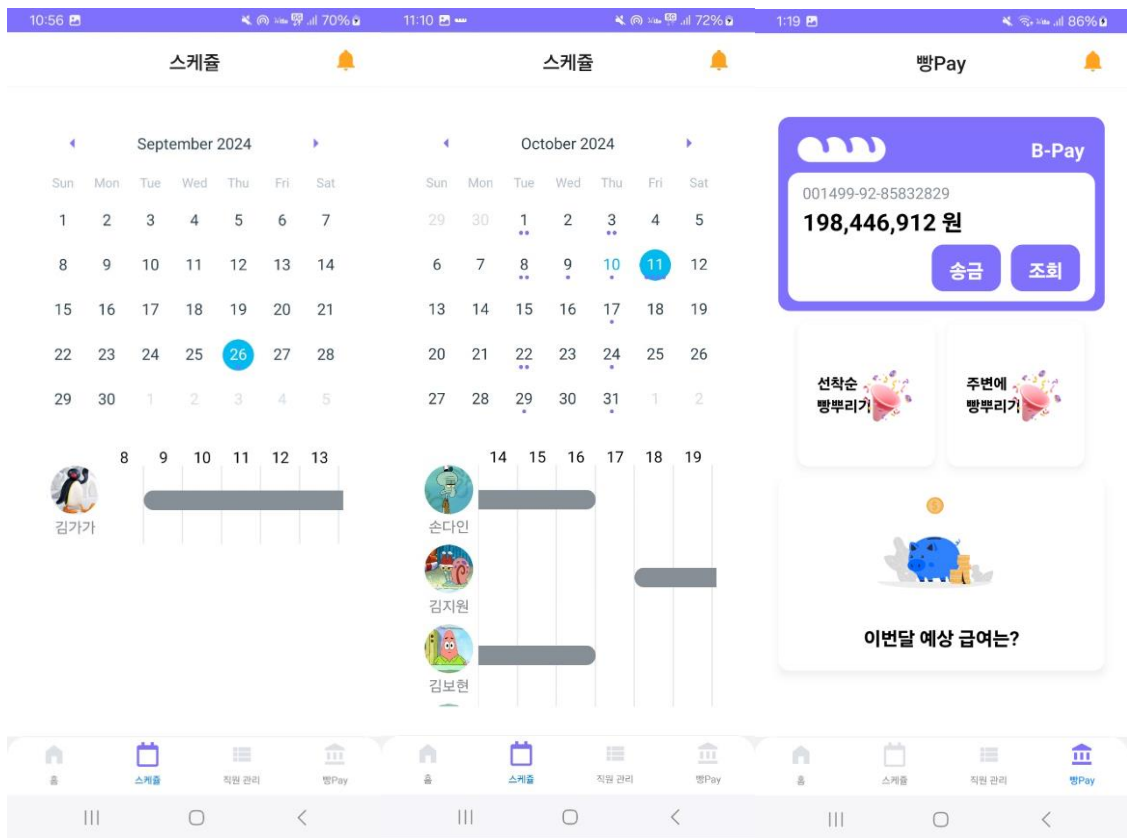 10:56 70%
스케쥴
September 2024
Sun Mon Tue Wed Thu Fri Sat
1 2 3 4 5 6 7
8 9 10 11 12 13 14
15 16 17 18 19 20 21
22 23 24 25 26 27 28
29 30 1 2 3 4 5
8 9 10 11 12 13
김가가
홈 스케쥴 직원 관리 빵Pay
11:10 72%
스케쥴
October 2024
Sun Mon Tue Wed Thu Fri Sat
29 30 1 2 3 4 5
6 7 8 9 10 11 12
13 14 15 16 17 18 19
20 21 22 23 24 25 26
27 28 29 30 31 1 2
14 15 16 17 18 19
손다인
김지원
김보현
홈 스케쥴 직원 관리 빵Pay
1:19 86%
빵Pay
B-Pay
001499-92-85832829
198,446,912 원
송금 조회
선착순
빵뿌리기
주변에
빵뿌리기
이번달 예상 급여는?
홈 스케쥴 직원 관리 빵Pay